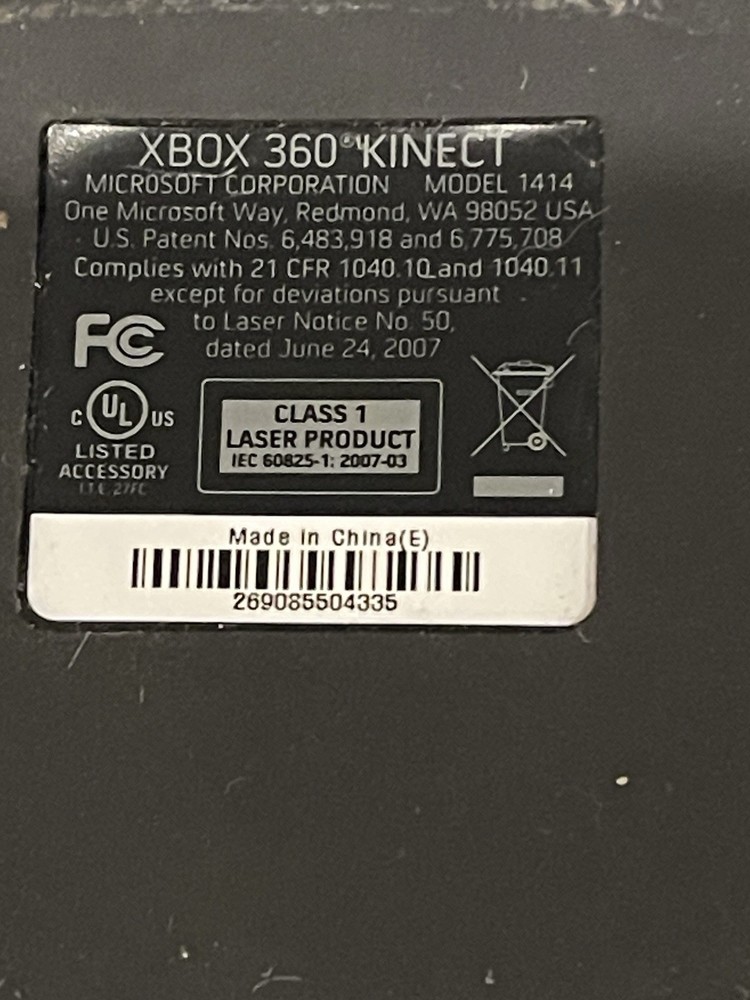 XBOX 360® KINECT
MICROSOFT CORPORATION MODEL 1414
One Microsoft Way, Redmond, WA 98052 USA
U.S. Patent Nos. 6,483,918 and 6,775,708
Complies with 21 CFR 1040.10 and 1040.11
except for deviations pursuant
to Laser Notice No. 50,
dated June 24, 2007
FC
C UL US
LISTED
ACCESSORY
I.T.E. 27FC
CLASS 1
LASER PRODUCT
IEC 60825-1: 2007-03
Made in China(E)
269085504335